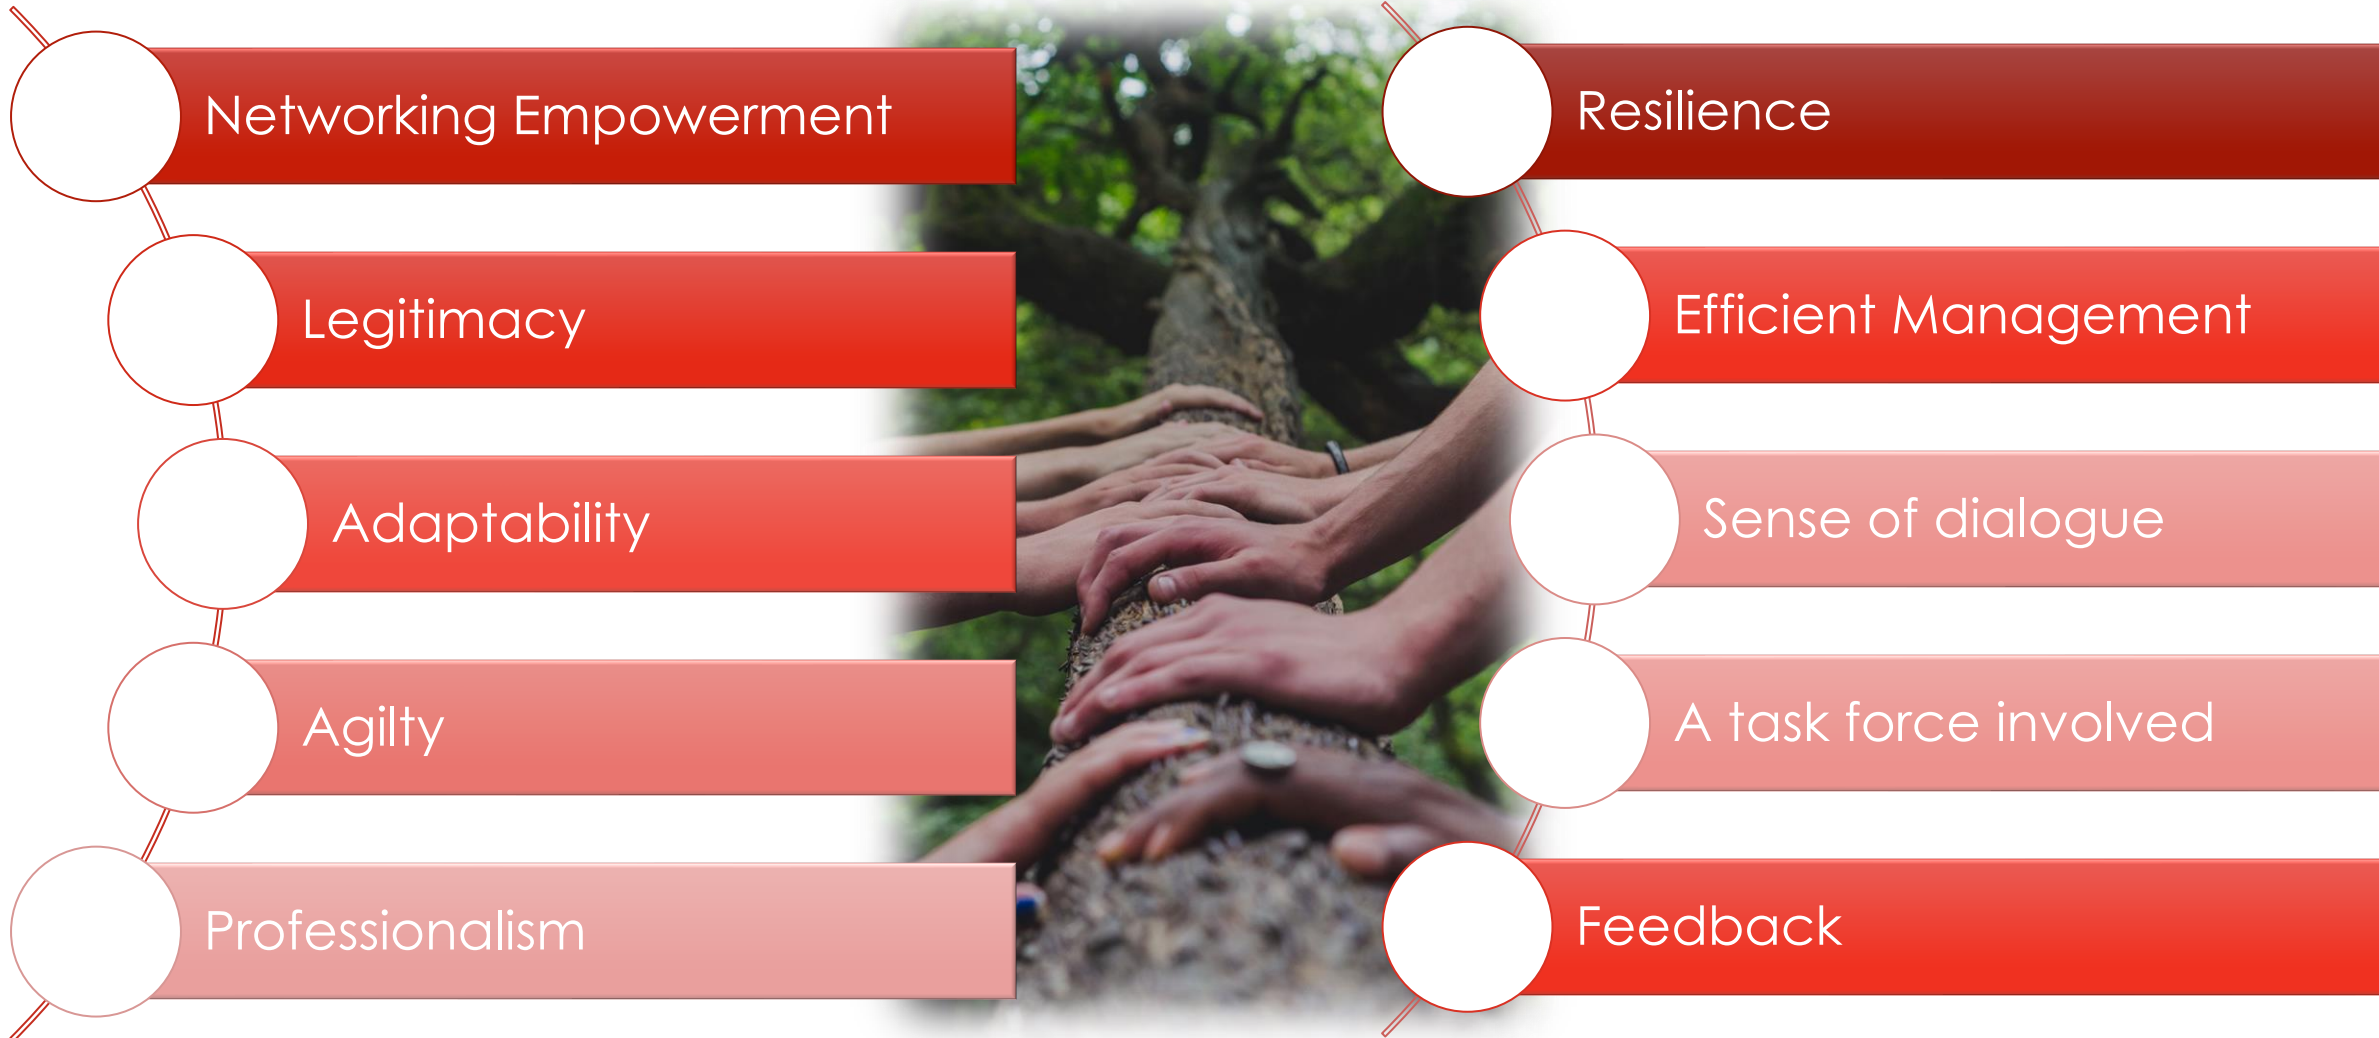 Networking Empowerment
Legitimacy
Adaptability
Agilty
Professionalism
Resilience
Efficient Management
Sense of dialogue
A task force involved
Feedback